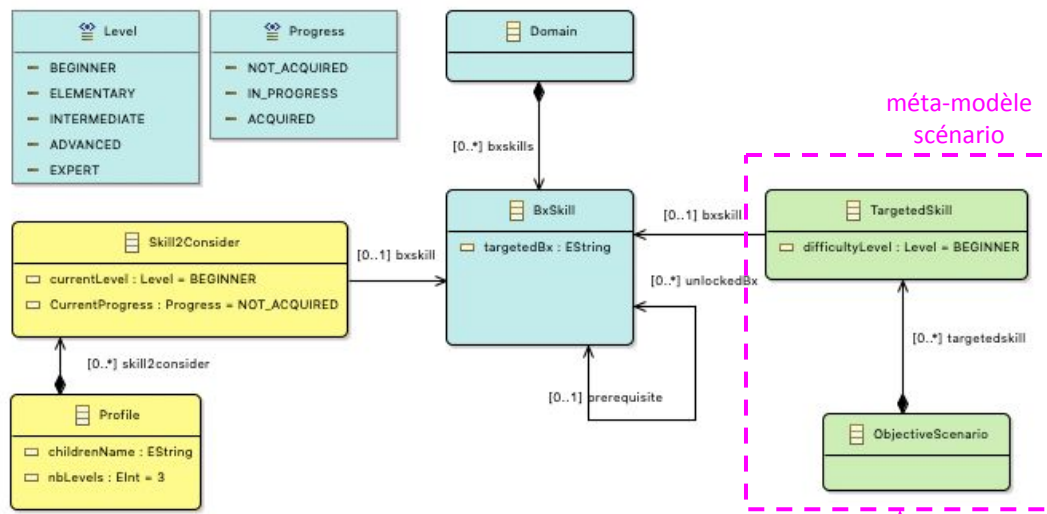 Level
BEGINNER
ELEMENTARY
INTERMEDIATE
ADVANCED
EXPERT
Progress
NOT_ACQUIRED
IN_PROGRESS
ACQUIRED
Domain
[0..*] bxskills
méta-modèle
scénario
BxSkill
targetedBx : EString
[0..1] bxskill
TargetedSkill
difficultyLevel : Level = BEGINNER
Skill2Consider
currentLevel : Level = BEGINNER
CurrentProgress : Progress = NOT_ACQUIRED
[0..1] bxskill
[0..*] unlockedBx
[0..1] prerequisite
[0..*] targetedskill
[0..*] skill2consider
Profile
childrenName : EString
nbLevels : EInt = 3
ObjectiveScenario